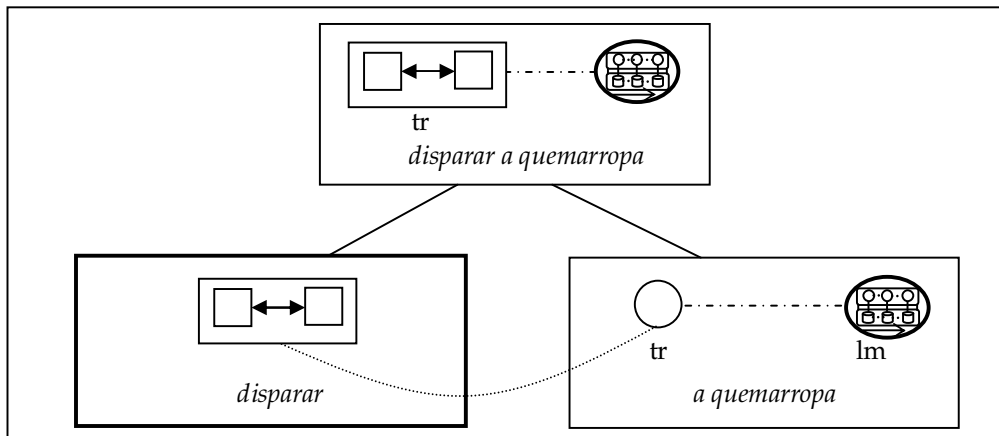 tr
disparar a quemarropa
disparar
tr
lm
a quemarropa